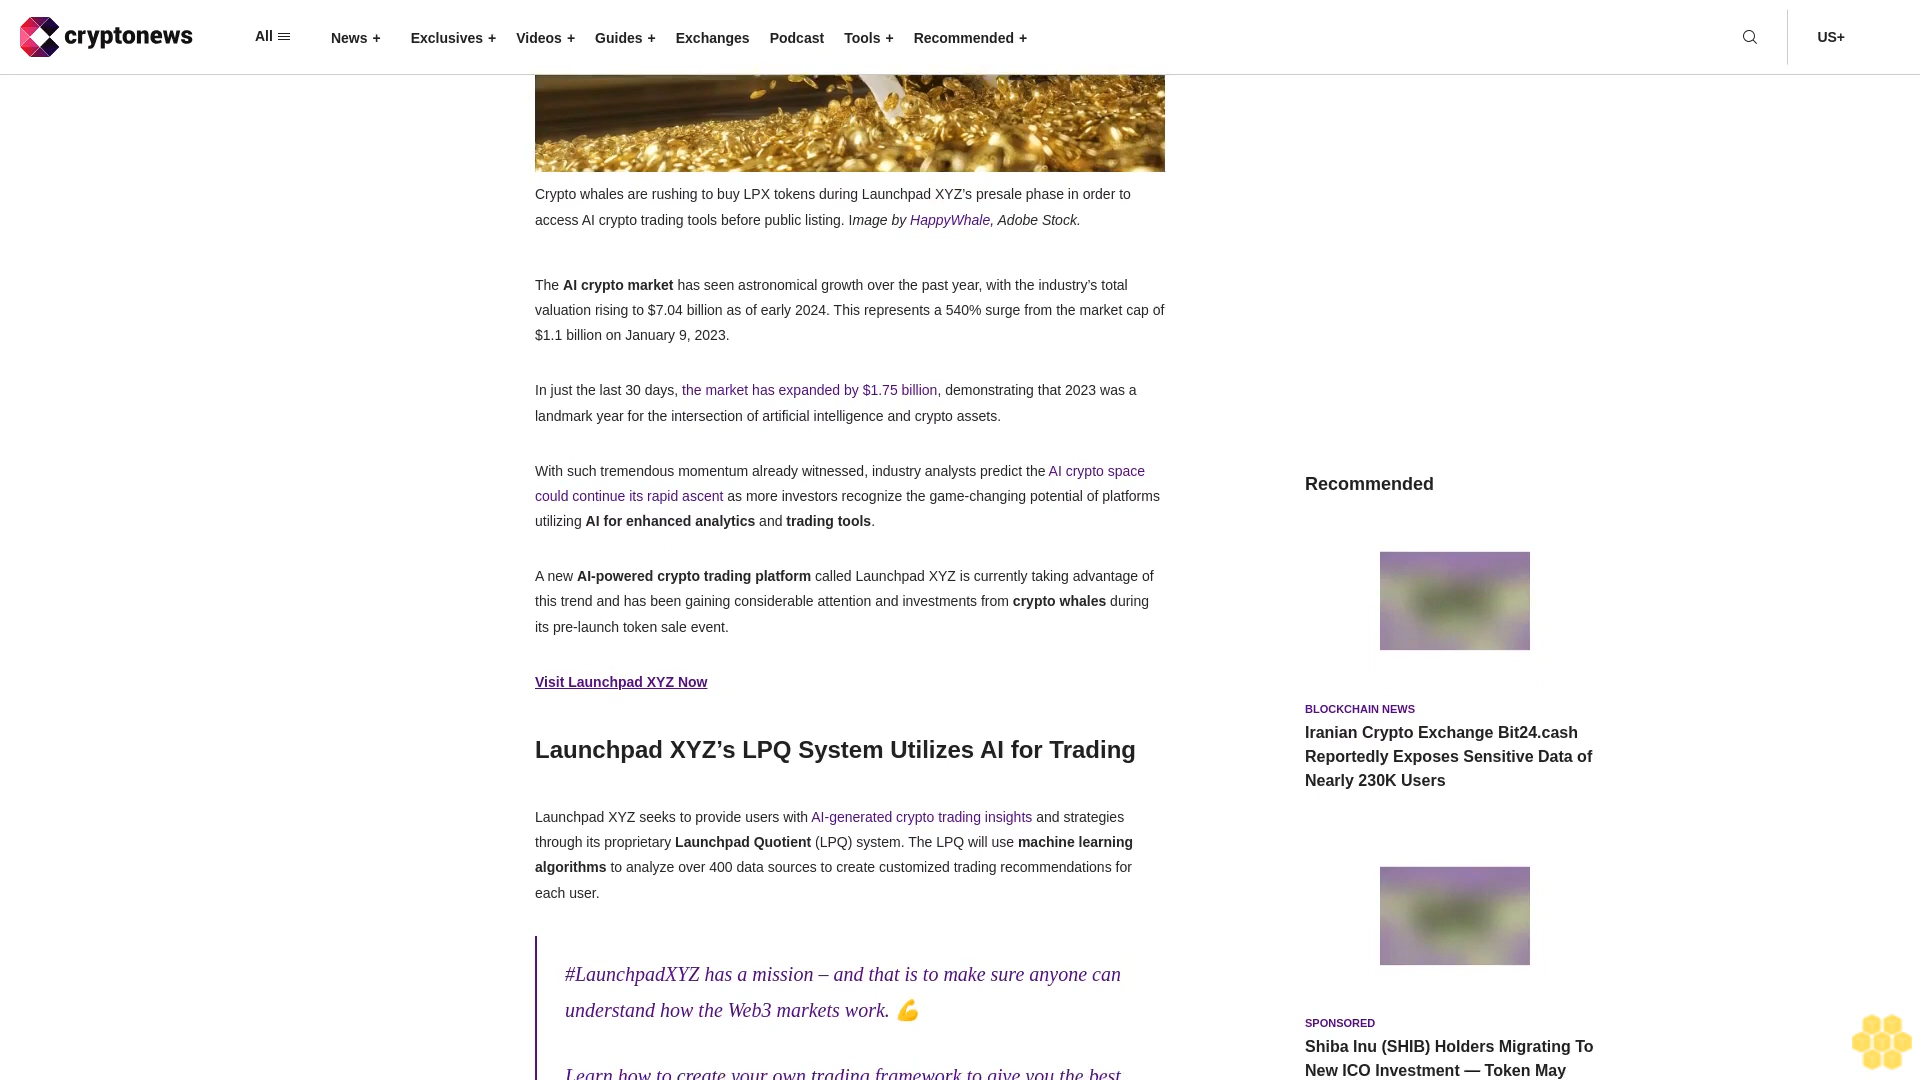 cryptonews
All
News +
Exclusives +
Videos +
Guides +
Exchanges
Podcast
Tools +
Recommended +
US+
Crypto whales are rushing to buy LPX tokens during Launchpad XYZ’s presale phase in order to
access AI crypto trading tools before public listing. Image by HappyWhale, Adobe Stock.
The AI crypto market has seen astronomical growth over the past year, with the industry’s total
valuation rising to $7.04 billion as of early 2024. This represents a 540% surge from the market cap of
$1.1 billion on January 9, 2023.
In just the last 30 days, the market has expanded by $1.75 billion, demonstrating that 2023 was a
landmark year for the intersection of artificial intelligence and crypto assets.
With such tremendous momentum already witnessed, industry analysts predict the AI crypto space
could continue its rapid ascent as more investors recognize the game-changing potential of platforms
utilizing AI for enhanced analytics and trading tools.
A new AI-powered crypto trading platform called Launchpad XYZ is currently taking advantage of
this trend and has been gaining considerable attention and investments from crypto whales during
its pre-launch token sale event.
Visit Launchpad XYZ Now
Launchpad XYZ’s LPQ System Utilizes AI for Trading
Launchpad XYZ seeks to provide users with AI-generated crypto trading insights and strategies
through its proprietary Launchpad Quotient (LPQ) system. The LPQ will use machine learning
algorithms to analyze over 400 data sources to create customized trading recommendations for
each user.
#LaunchpadXYZ has a mission – and that is to make sure anyone can
understand how the Web3 markets work. 💪
Learn how to create your own trading framework to give you the best
Recommended
BLOCKCHAIN NEWS
Iranian Crypto Exchange Bit24.cash
Reportedly Exposes Sensitive Data of
Nearly 230K Users
SPONSORED
Shiba Inu (SHIB) Holders Migrating To
New ICO Investment — Token May